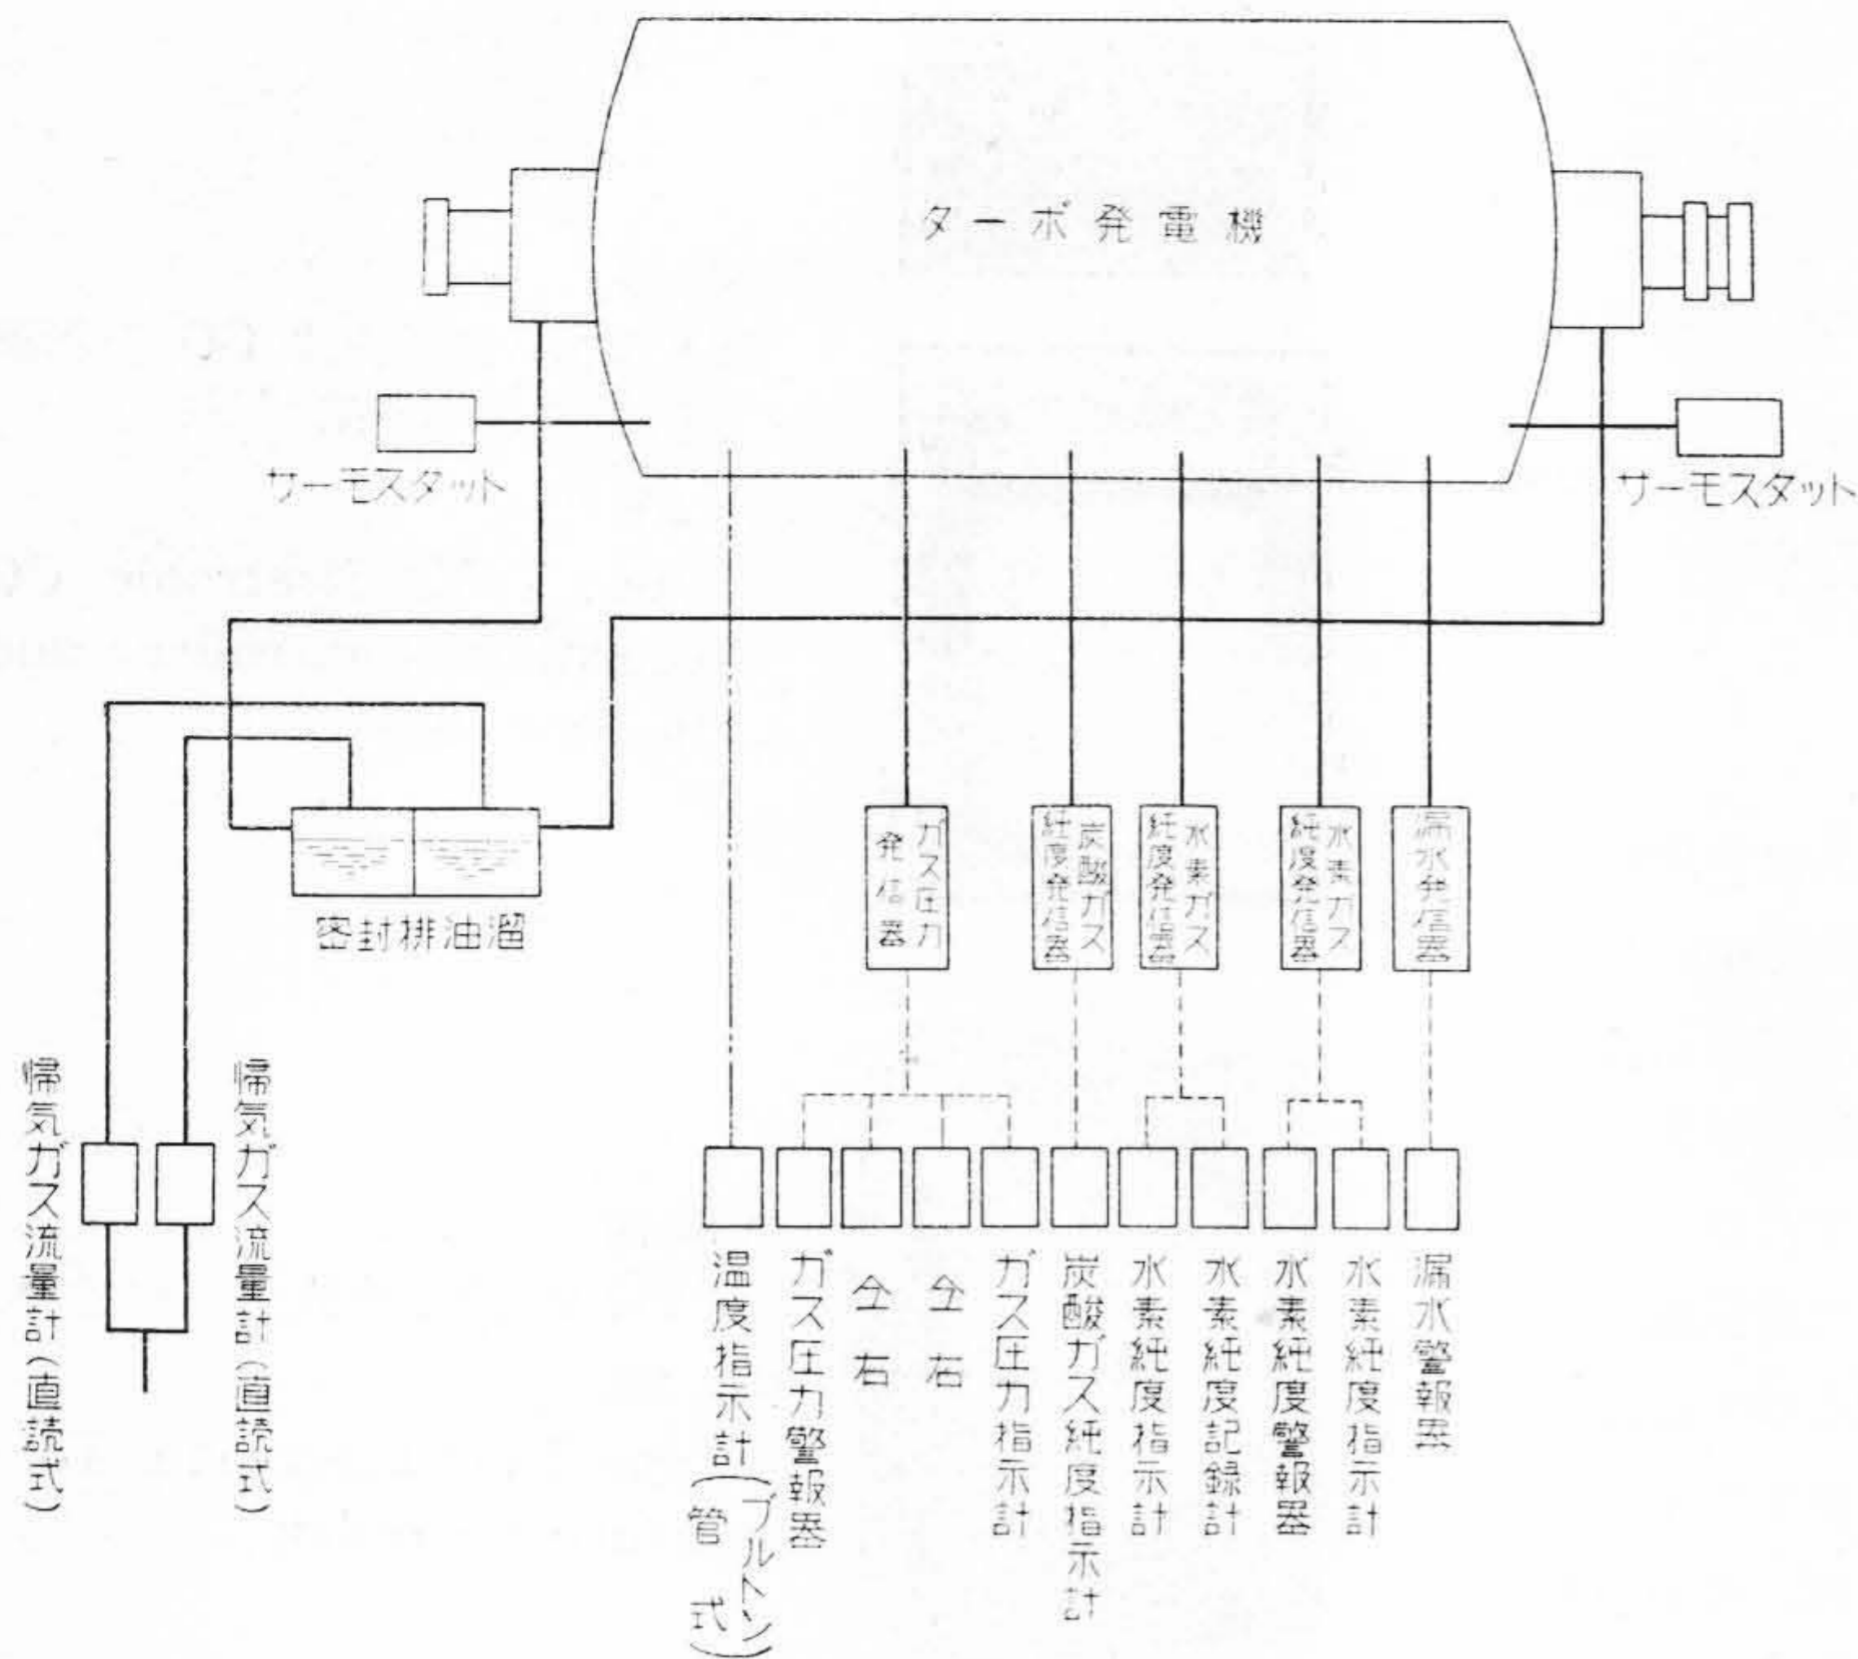 ターボ発電機
サーモスタット
サーモスタット
密封排油溜
ガス圧力
発信器
炭酸ガス
純度発信器
水素ガス
純度発信器
水素ガス
純度発信器
漏水発信器
帰気ガス流量計(直読式)
帰気ガス流量計(直読式)
温度指示計(ブルトン管式)
ガス圧力警報器
仝右
仝右
ガス圧力指示計
炭酸ガス純度指示計
水素純度指示計
水素純度記録計
水素純度警報器
水素純度指示計
漏水警報器